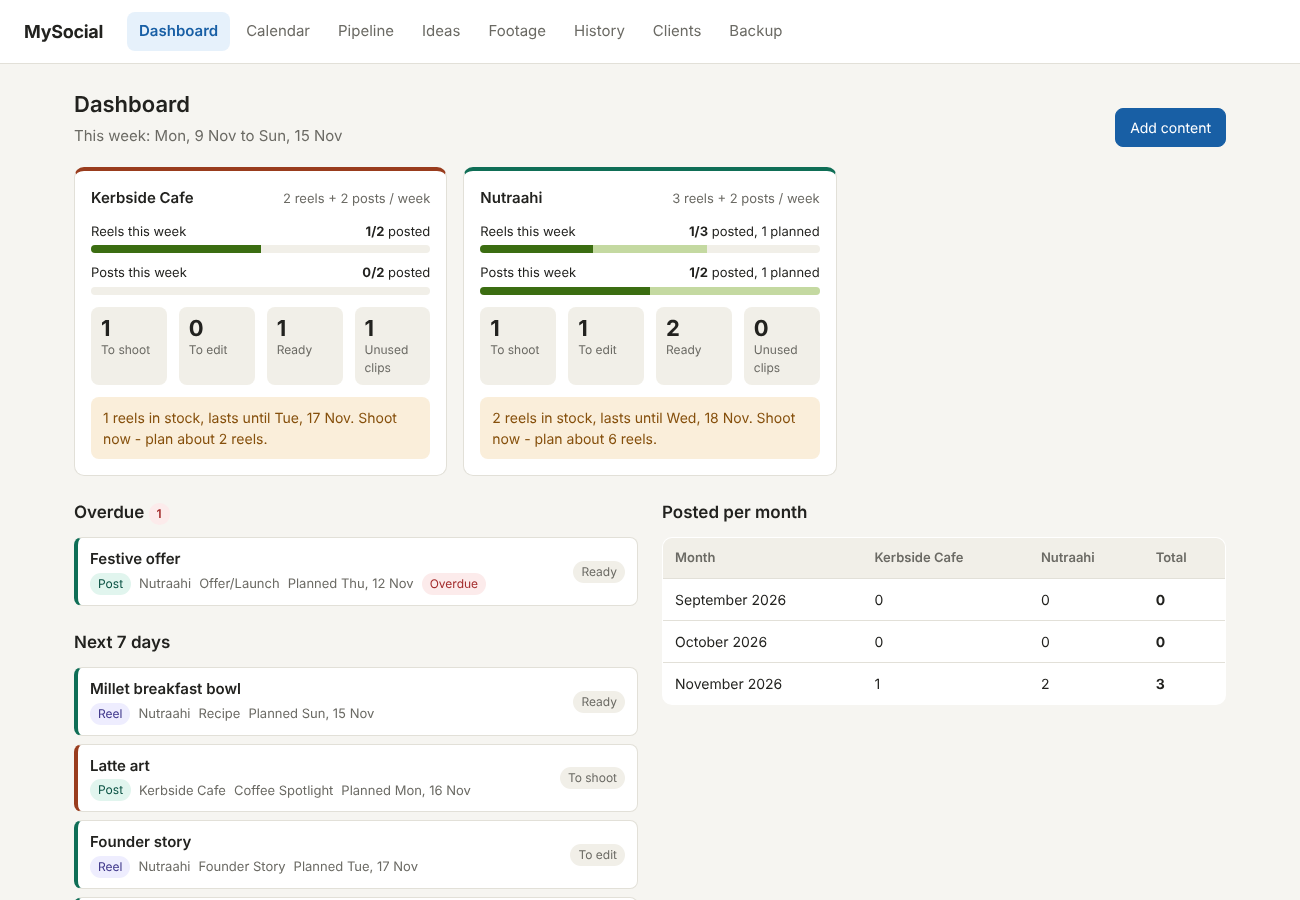 MySocial Dashboard Calendar Pipeline Ideas Footage History Clients Backup
Dashboard
This week: Mon, 9 Nov to Sun, 15 Nov
Add content
Kerbside Cafe 2 reels + 2 posts / week
Reels this week 1/2 posted
Posts this week 0/2 posted
1 To shoot
0 To edit
1 Ready
1 Unused
clips
1 reels in stock, lasts until Tue, 17 Nov. Shoot
now - plan about 2 reels.
Nutraahi 3 reels + 2 posts / week
Reels this week 1/3 posted, 1 planned
Posts this week 1/2 posted, 1 planned
1 To shoot
1 To edit
2 Ready
0 Unused
clips
2 reels in stock, lasts until Wed, 18 Nov. Shoot
now - plan about 6 reels.
Overdue 1
Festive offer
Post Nutraahi Offer/Launch Planned Thu, 12 Nov Overdue
Ready
Next 7 days
Millet breakfast bowl
Reel Nutraahi Recipe Planned Sun, 15 Nov
Ready
Latte art
Post Kerbside Cafe Coffee Spotlight Planned Mon, 16 Nov
To shoot
Founder story
Reel Nutraahi Founder Story Planned Tue, 17 Nov
To edit
Posted per month
Month Kerbside Cafe Nutraahi Total
September 2026 0 0 0
October 2026 0 0 0
November 2026 1 2 3